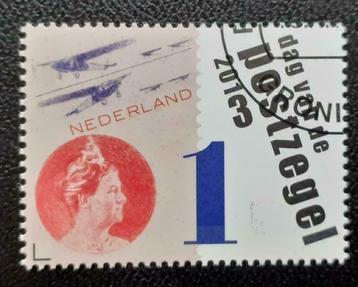 NEDERLAND
1
dag van de
postzegel
2013